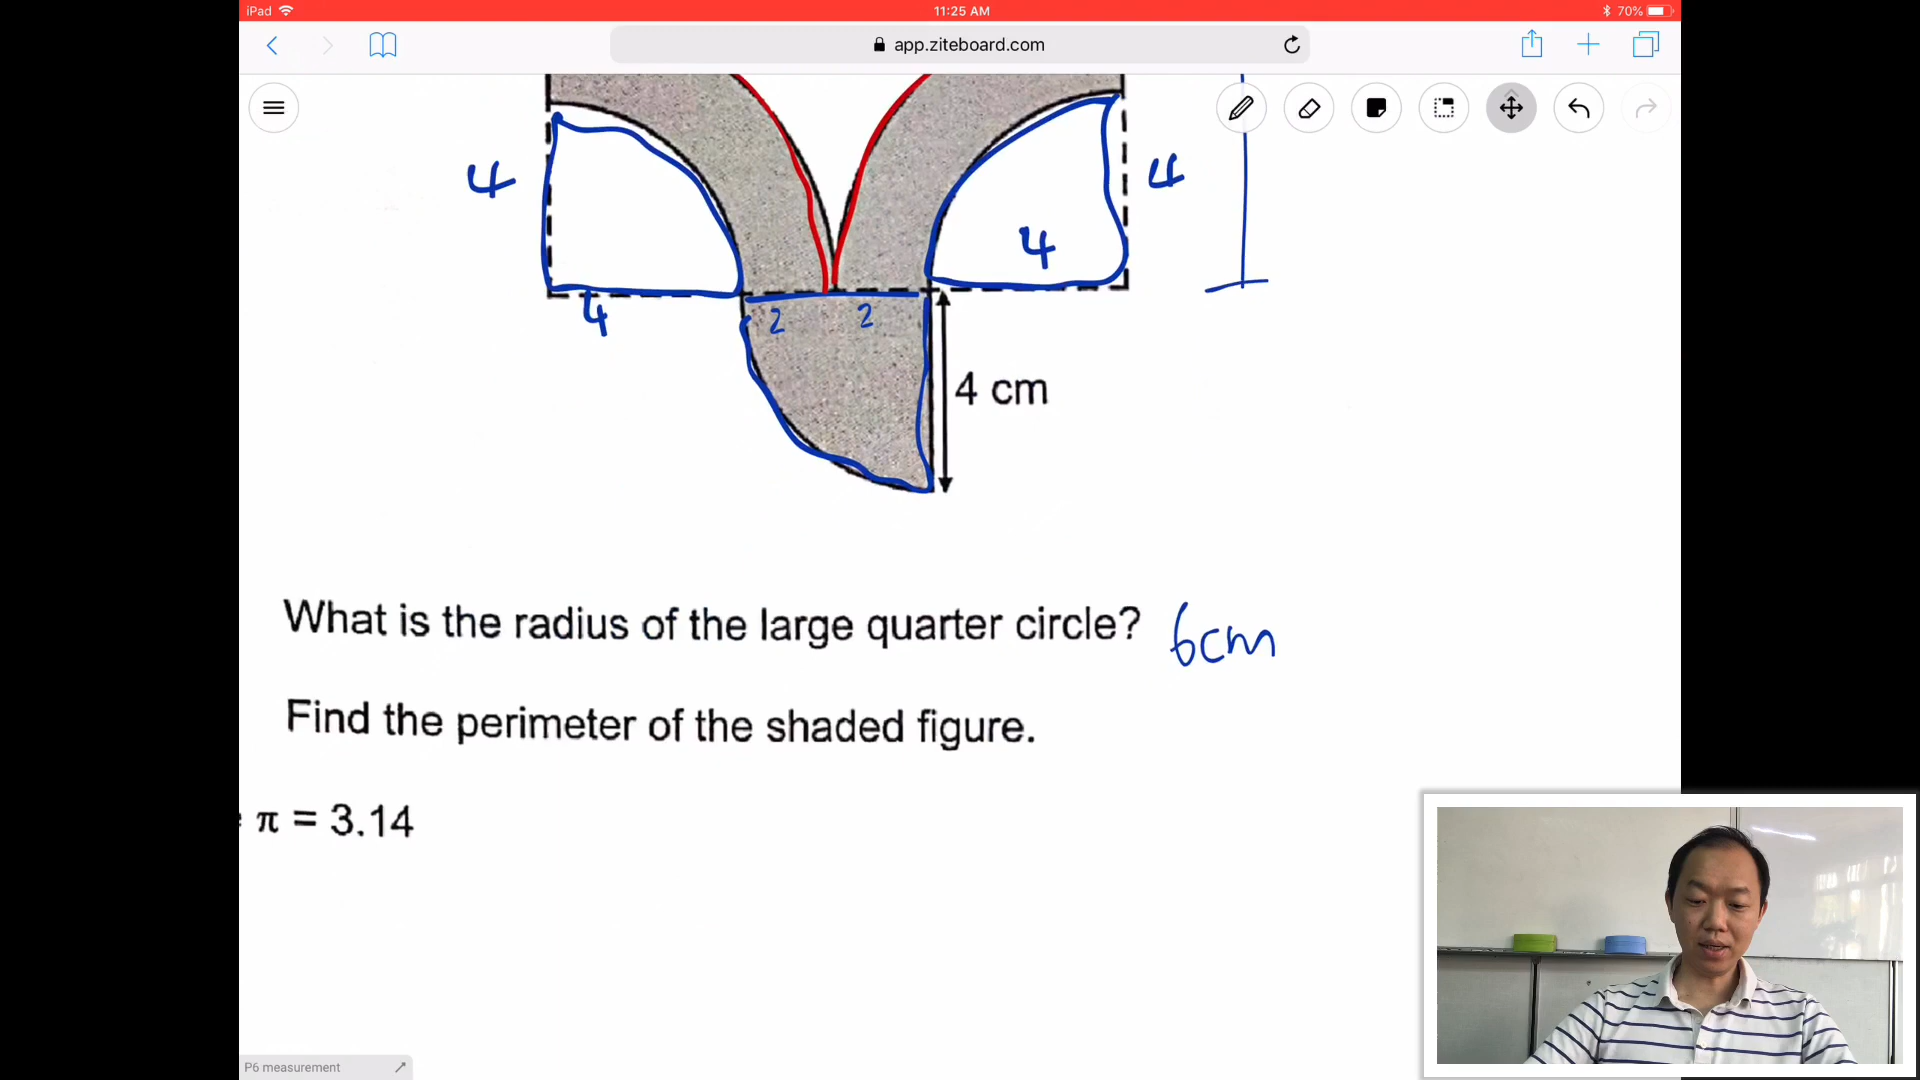 iPad 11:25 AM 70%
app.ziteboard.com
4 4
4
4 2 2
4 cm
What is the radius of the large quarter circle? 6cm
Find the perimeter of the shaded figure.
π = 3.14
P6 measurement